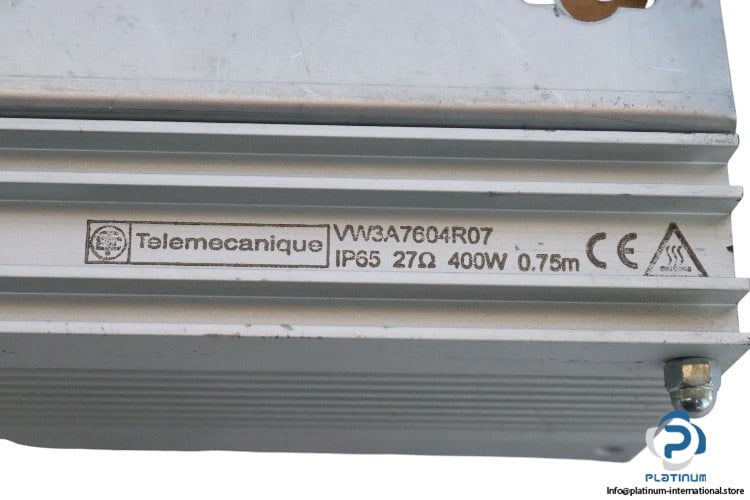 Telemecanique
VW3A7604R07
IP65 27Ω 400W 0.75m CE
PLATINUM
Info@platinum-international.store